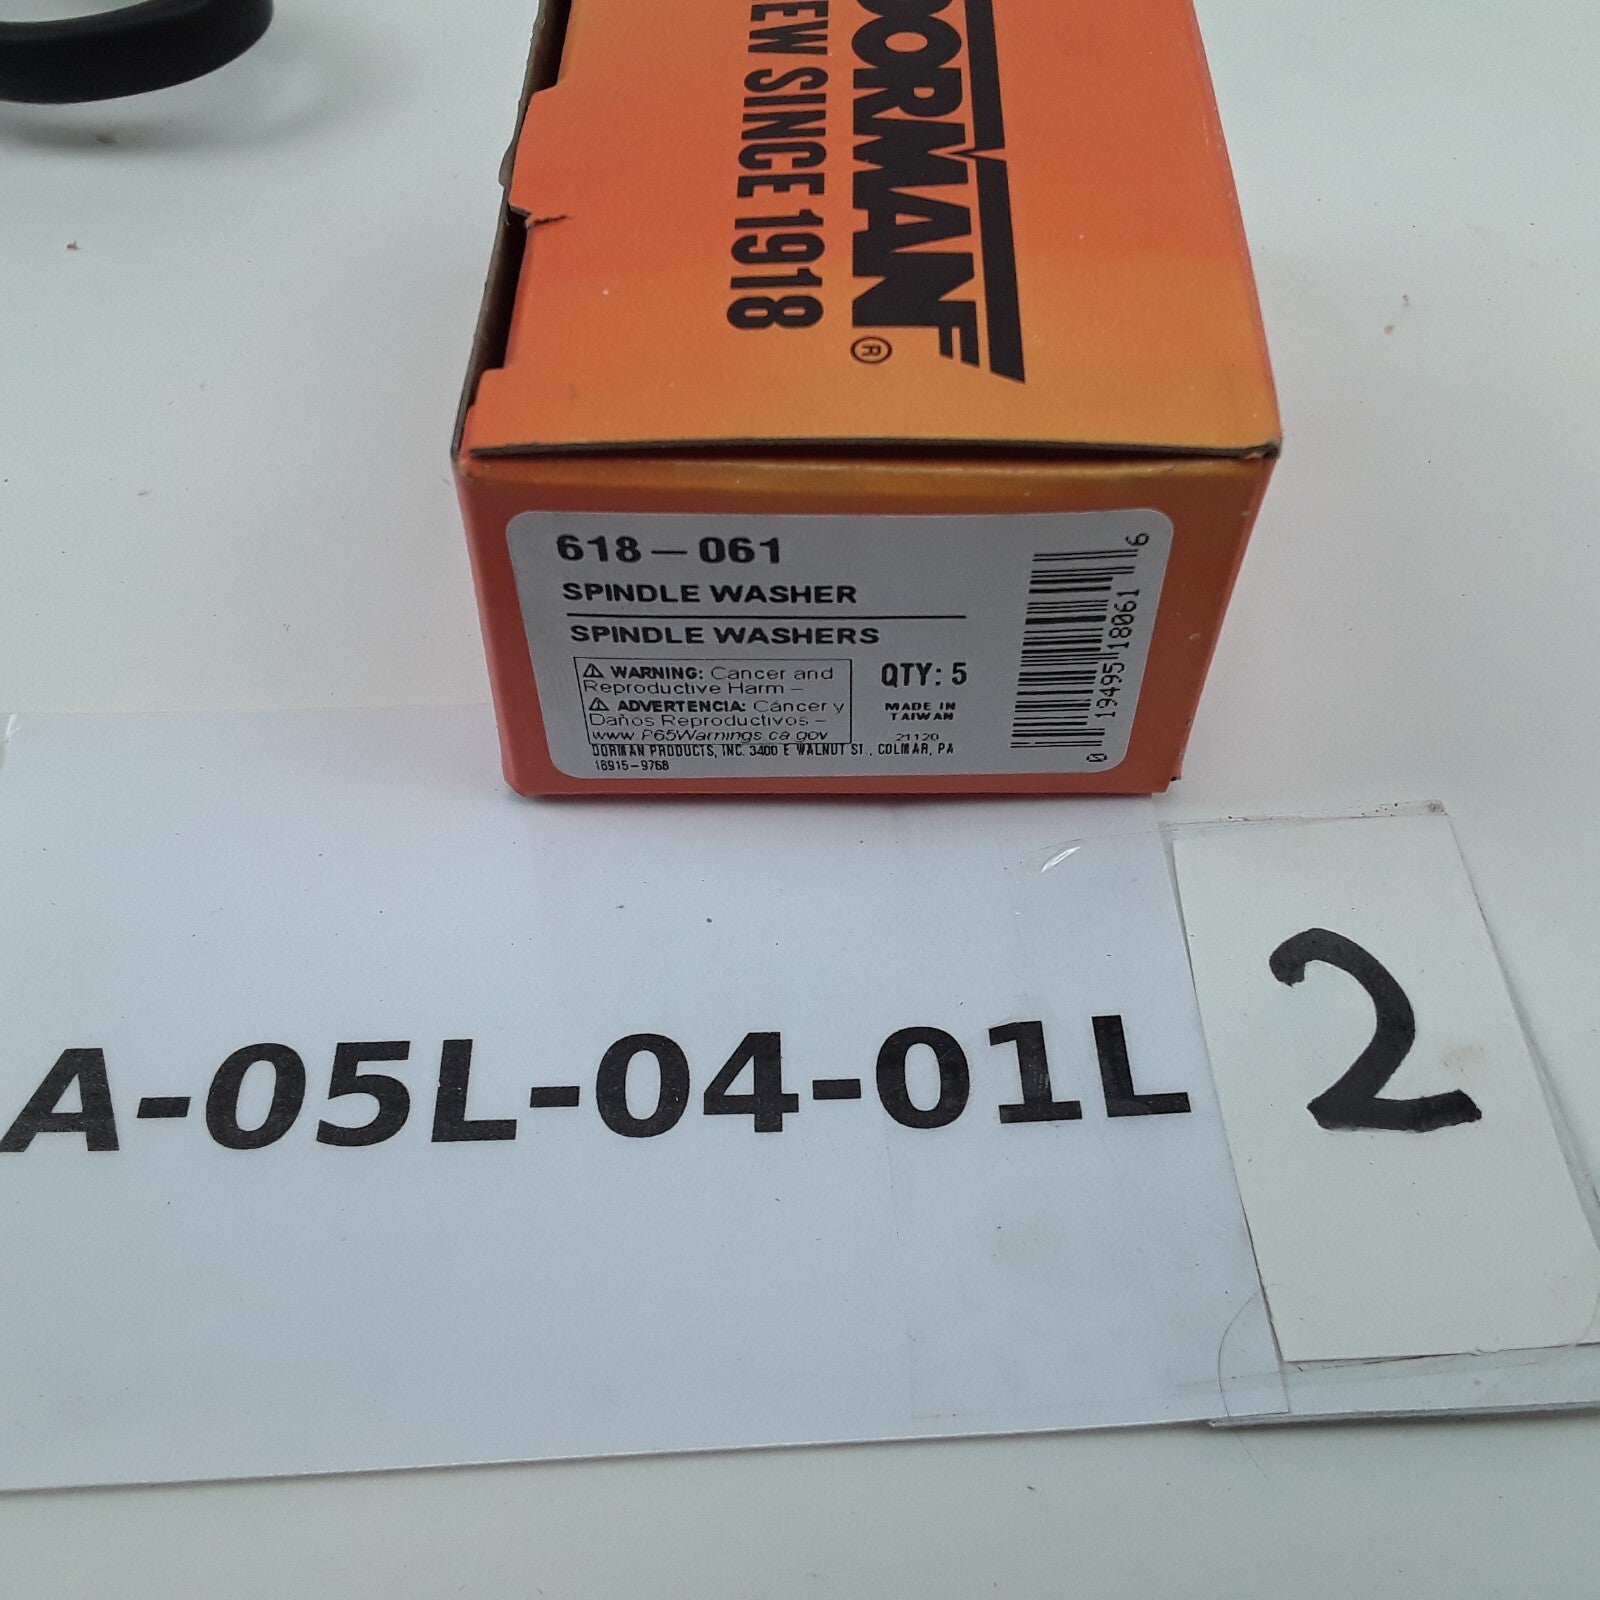 DORMAN®
EW SINCE 1918
618-061
SPINDLE WASHER
SPINDLE WASHERS
⚠ WARNING: Cancer and
Reproductive Harm -
⚠ ADVERTENCIA: Cáncer y
Daños Reproductivos -
www.P65Warnings.ca.gov
QTY: 5
MADE IN
TAIWAN
21120
DORMAN PRODUCTS, INC. 3400 E WALNUT ST., COLMAR, PA
18915-9768
0 19495 18061 6
A-05L-04-01L
2